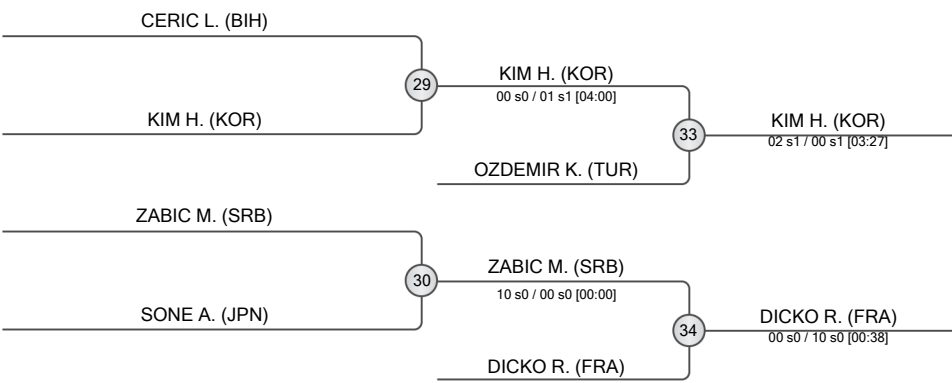 CERIC L. (BIH)
29
KIM H. (KOR)
00 s0 / 01 s1 [04:00]
KIM H. (KOR)
33
KIM H. (KOR)
02 s1 / 00 s1 [03:27]
OZDEMIR K. (TUR)
ZABIC M. (SRB)
30
ZABIC M. (SRB)
10 s0 / 00 s0 [00:00]
SONE A. (JPN)
34
DICKO R. (FRA)
00 s0 / 10 s0 [00:38]
DICKO R. (FRA)